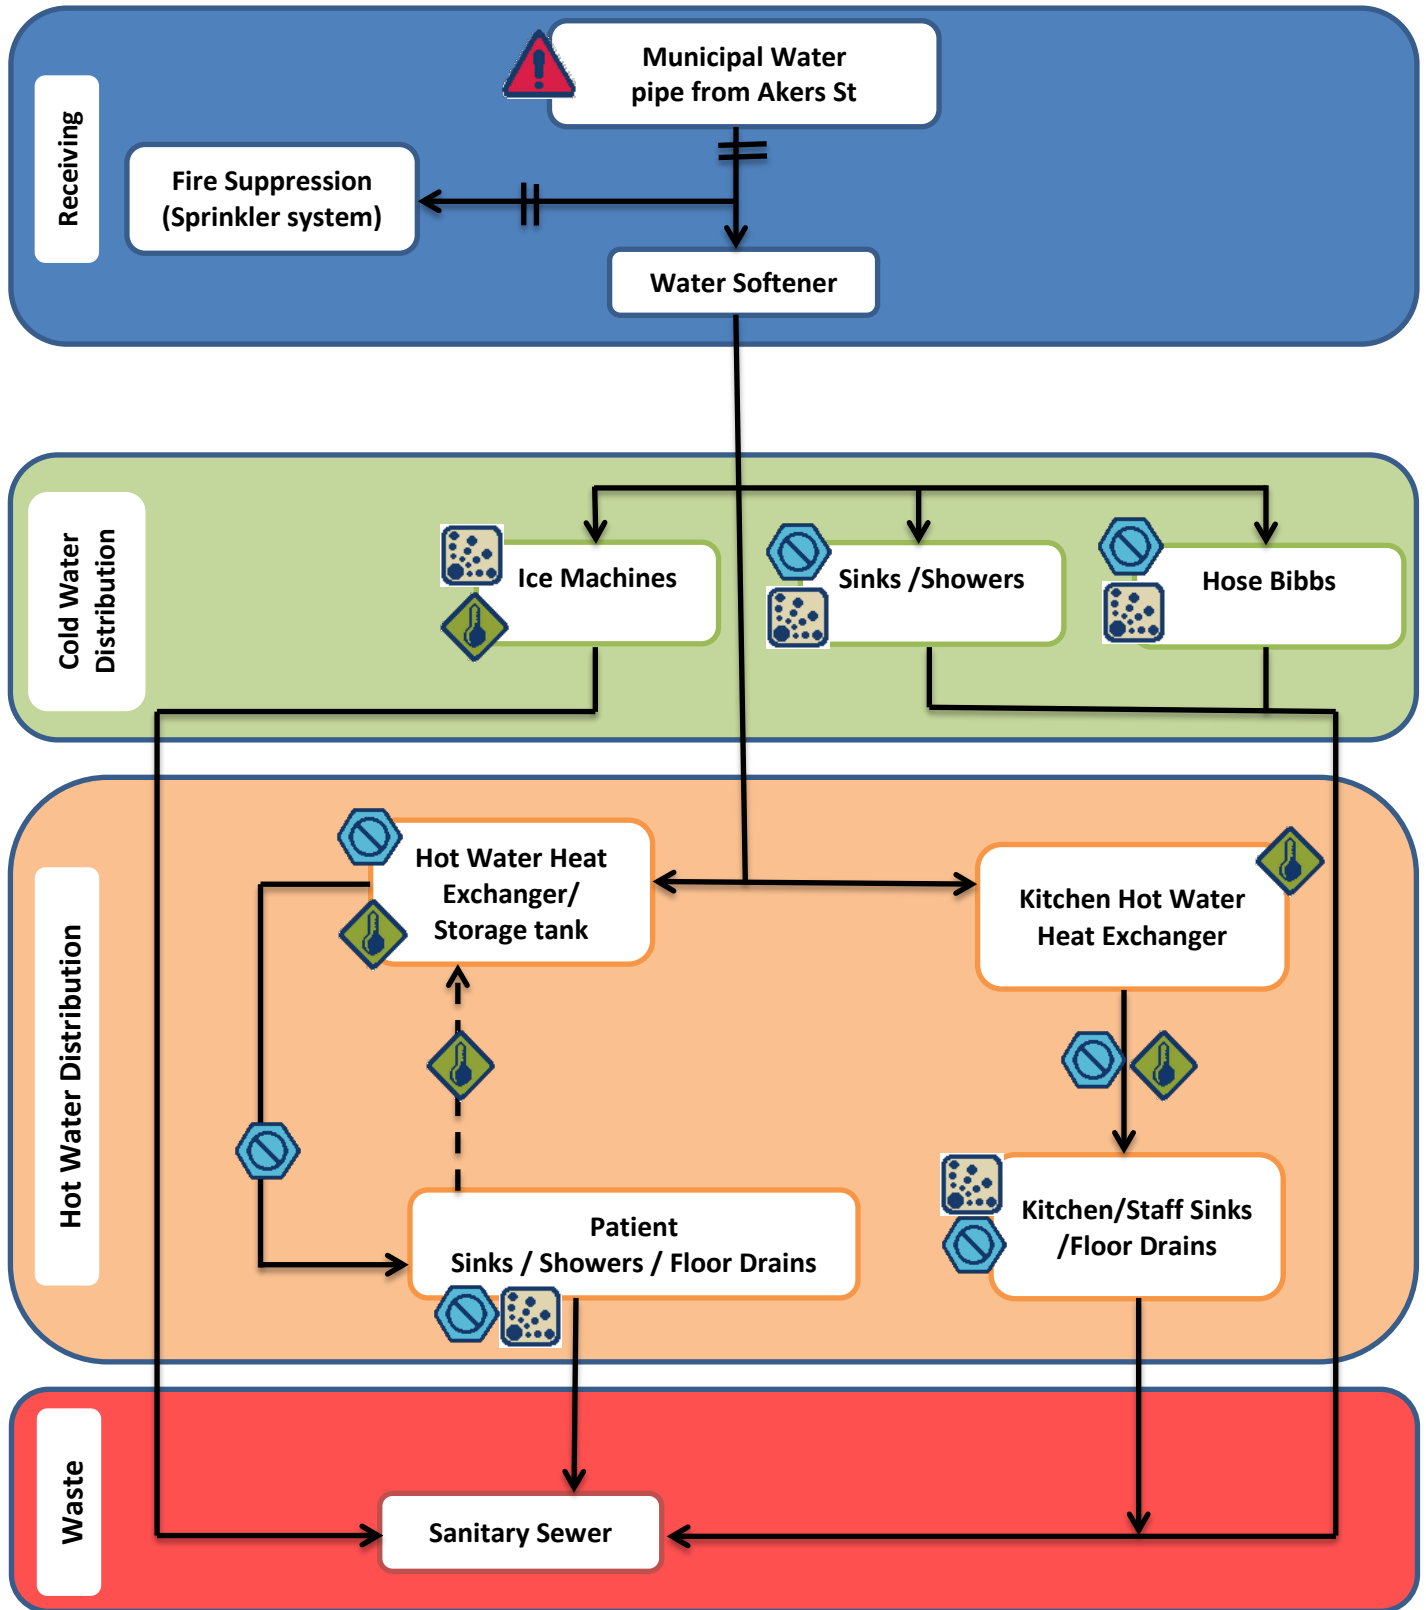 Municipal Water
pipe from Akers St
Receiving
Fire Suppression
(Sprinkler system)
Water Softener
Cold Water
Distribution
Ice Machines
Sinks /Showers
Hose Bibbs
Hot Water Distribution
Hot Water Heat
Exchanger/
Storage tank
Kitchen Hot Water
Heat Exchanger
Patient
Sinks / Showers / Floor Drains
Kitchen/Staff Sinks
/Floor Drains
Waste
Sanitary Sewer